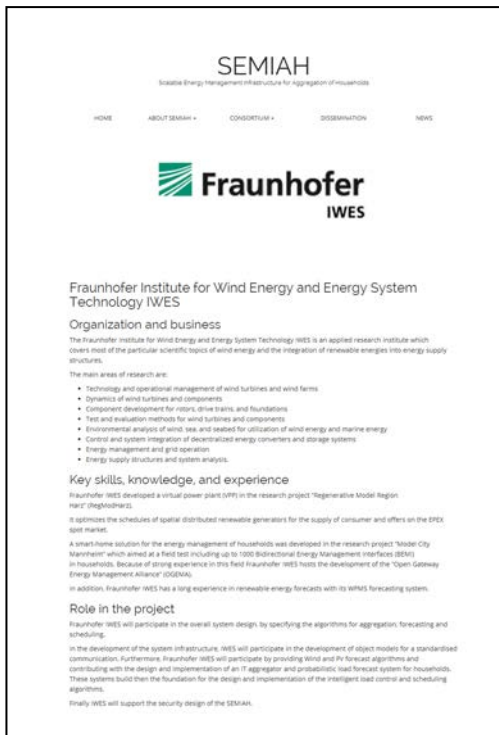 SEMIAH
Scalable Energy Management Infrastructure for Aggregation of Households
HOME ABOUT SEMIAH CONSORTIUM DISSEMINATION NEWS
Fraunhofer
IWES
Fraunhofer Institute for Wind Energy and Energy System
Technology IWES
Organization and business
The Fraunhofer Institute for Wind Energy and Energy System Technology IWES is an applied research institute which
covers most of the particular scientific topics of wind energy and the integration of renewable energies into energy supply
structures.
The main areas of research are:
Technology and operational management of wind turbines and wind farms
Dynamics of wind turbines and components
Component development for rotors, drive trains, and foundations
Test and evaluation methods for wind turbines and components
Environmental analysis of wind, sea, and seabed for utilization of wind energy and marine energy
Control and system integration of decentralized energy converters and storage systems
Energy management and grid operation
Energy supply structures and system analysis.
Key skills, knowledge, and experience
Fraunhofer IWES developed a virtual power plant (VPP) in the research project "Regenerative Model Region
Harz" (RegModHarz).
It optimizes the schedules of spatial distributed renewable generators for the supply of consumer and offers on the EPEX
spot market.
A smart-home solution for the energy management of households was developed in the research project "Model City
Mannheim" which aimed at a field test including up to 1000 Bidirectional Energy Management Interfaces (BEMI)
in households. Because of strong experience in this field Fraunhofer IWES hosts the development of the "Open Gateway
Energy Management Alliance" (OGEMA).
In addition, Fraunhofer IWES has a long experience in renewable energy forecasts with its WPMS forecasting system.
Role in the project
Fraunhofer IWES will participate in the overall system design, by specifying the algorithms for aggregation, forecasting and
scheduling.
In the development of the system infrastructure, IWES will participate in the development of object models for a standardised
communication. Furthermore, Fraunhofer IWES will participate by providing Wind and PV forecast algorithms and
contributing with the design and implementation of an IT-aggregator and probabilistic load forecast system for households.
These systems build then the foundation for the design and implementation of the intelligent load control and scheduling
algorithms.
Finally IWES will support the security design of the SEMIAH.